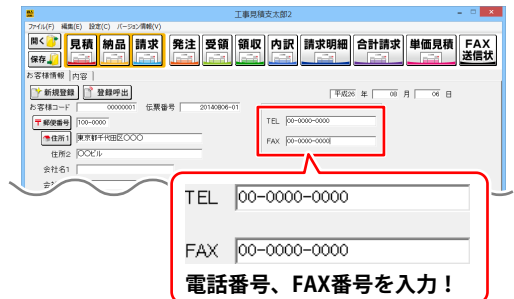 工事見積支太郎2
ファイル(F) 編集(E) 設定(C) バージョン情報(V)
開く 見積 納品 請求 発注 受領 領収 内訳 請求明細 合計請求 単価見積 FAX送信状
保存
お客様情報 内容
新規登録 登録呼出 平成26 年 08 月 06 日
お客様コード 00000001 伝票番号 20140806-01
〒郵便番号 100-0000 TEL 00-0000-0000
住所1 東京都千代田区〇〇〇 FAX 00-0000-0000
住所2 〇〇ビル
会社名1
TEL 00-0000-0000
FAX 00-0000-0000
電話番号、FAX番号を入力！